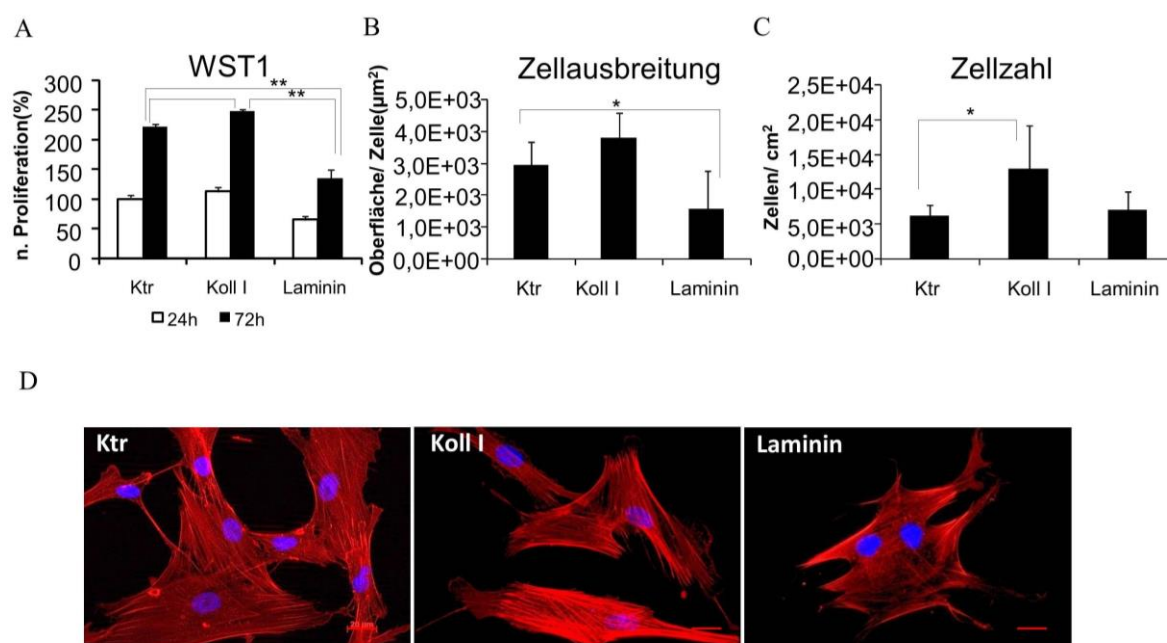 A
WST1
n. Proliferation(%)
300
250
200
150
100
50
0
**
**
Ktr
Koll I
Laminin
24h
72h
B
Zellausbreitung
Oberfläche/ Zelle(µm²)
5,0E+03
4,0E+03
3,0E+03
2,0E+03
1,0E+03
0,0E+00
*
Ktr
Koll I
Laminin
C
Zellzahl
Zellen/ cm²
2,5E+04
2,0E+04
1,5E+04
1,0E+04
5,0E+03
0,0E+00
*
Ktr
Koll I
Laminin
D
Ktr
20 µm
Koll I
Laminin